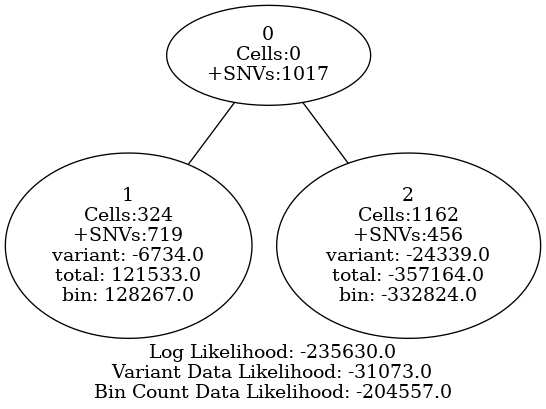 0
Cells:0
+SNVs:1017
1
Cells:324
+SNVs:719
variant: -6734.0
total: 121533.0
bin: 128267.0
2
Cells:1162
+SNVs:456
variant: -24339.0
total: -357164.0
bin: -332824.0
Log Likelihood: -235630.0
Variant Data Likelihood: -31073.0
Bin Count Data Likelihood: -204557.0